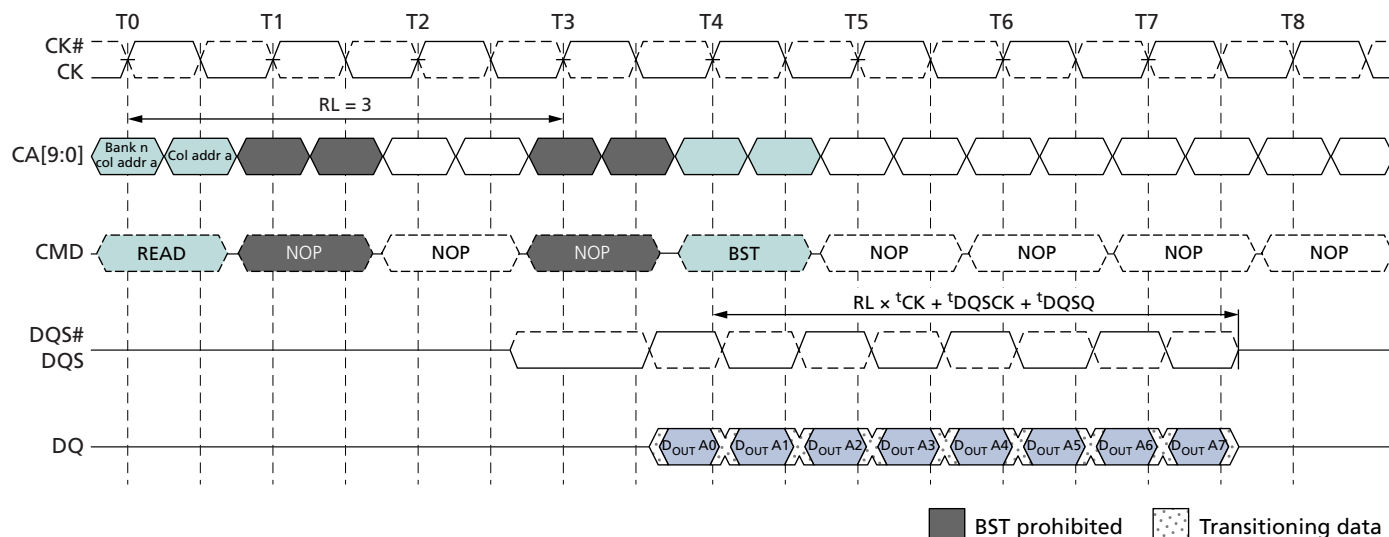 T0 T1 T2 T3 T4 T5 T6 T7 T8
CK#
CK
RL = 3
CA[9:0] Bank n col addr a Col addr a
CMD READ NOP NOP NOP BST NOP NOP NOP NOP
RL × tCK + tDQSCK + tDQSQ
DQS#
DQS
DQ DOUT A0 DOUT A1 DOUT A2 DOUT A3 DOUT A4 DOUT A5 DOUT A6 DOUT A7
BST prohibited Transitioning data